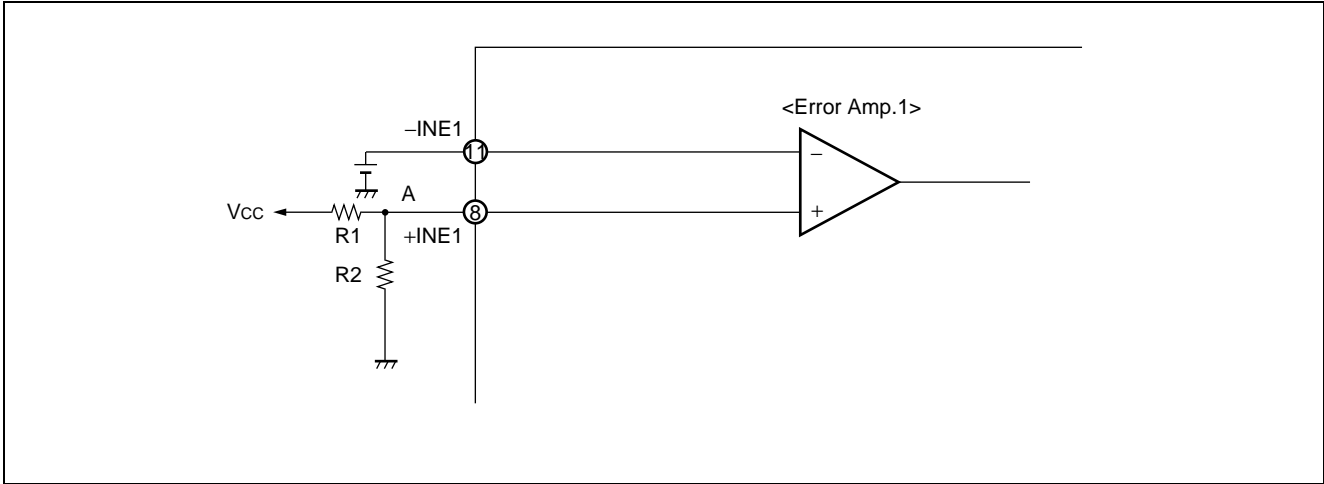 <Error Amp.1>
−INE1
11
−
A
VCC
8
+
R1
+INE1
R2